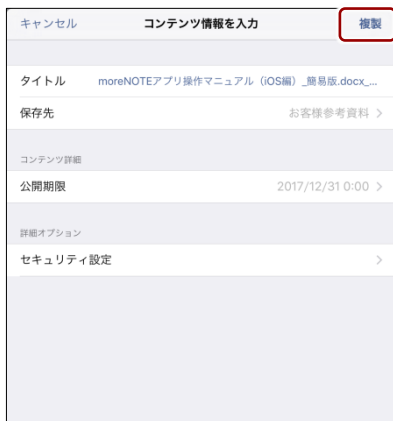 キャンセル コンテンツ情報を入力 複製
タイトル moreNOTEアプリ操作マニュアル（iOS編）_簡易版.docx_...
保存先 お客様参考資料 >
コンテンツ詳細
公開期限 2017/12/31 0:00 >
詳細オプション
セキュリティ設定 >